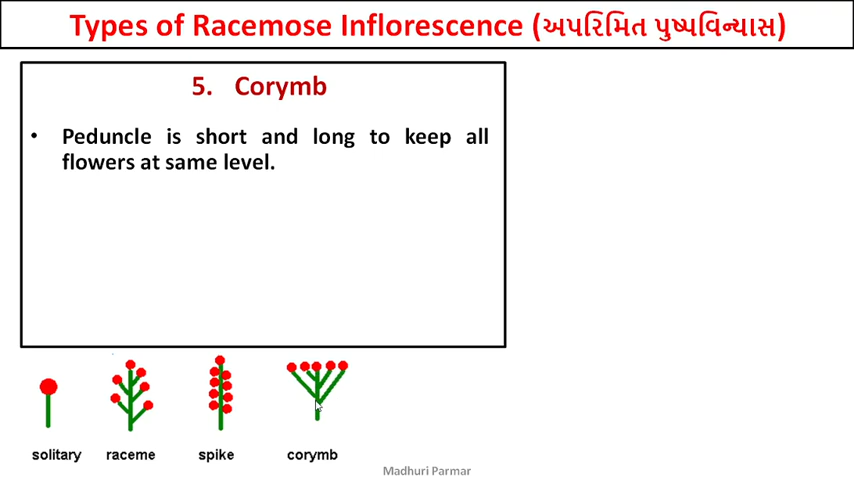 Types of Racemose Inflorescence (અપરિમિત પુષ્પવિન્યાસ)
5. Corymb
• Peduncle is short and long to keep all
flowers at same level.
solitary raceme spike corymb
Madhuri Parmar